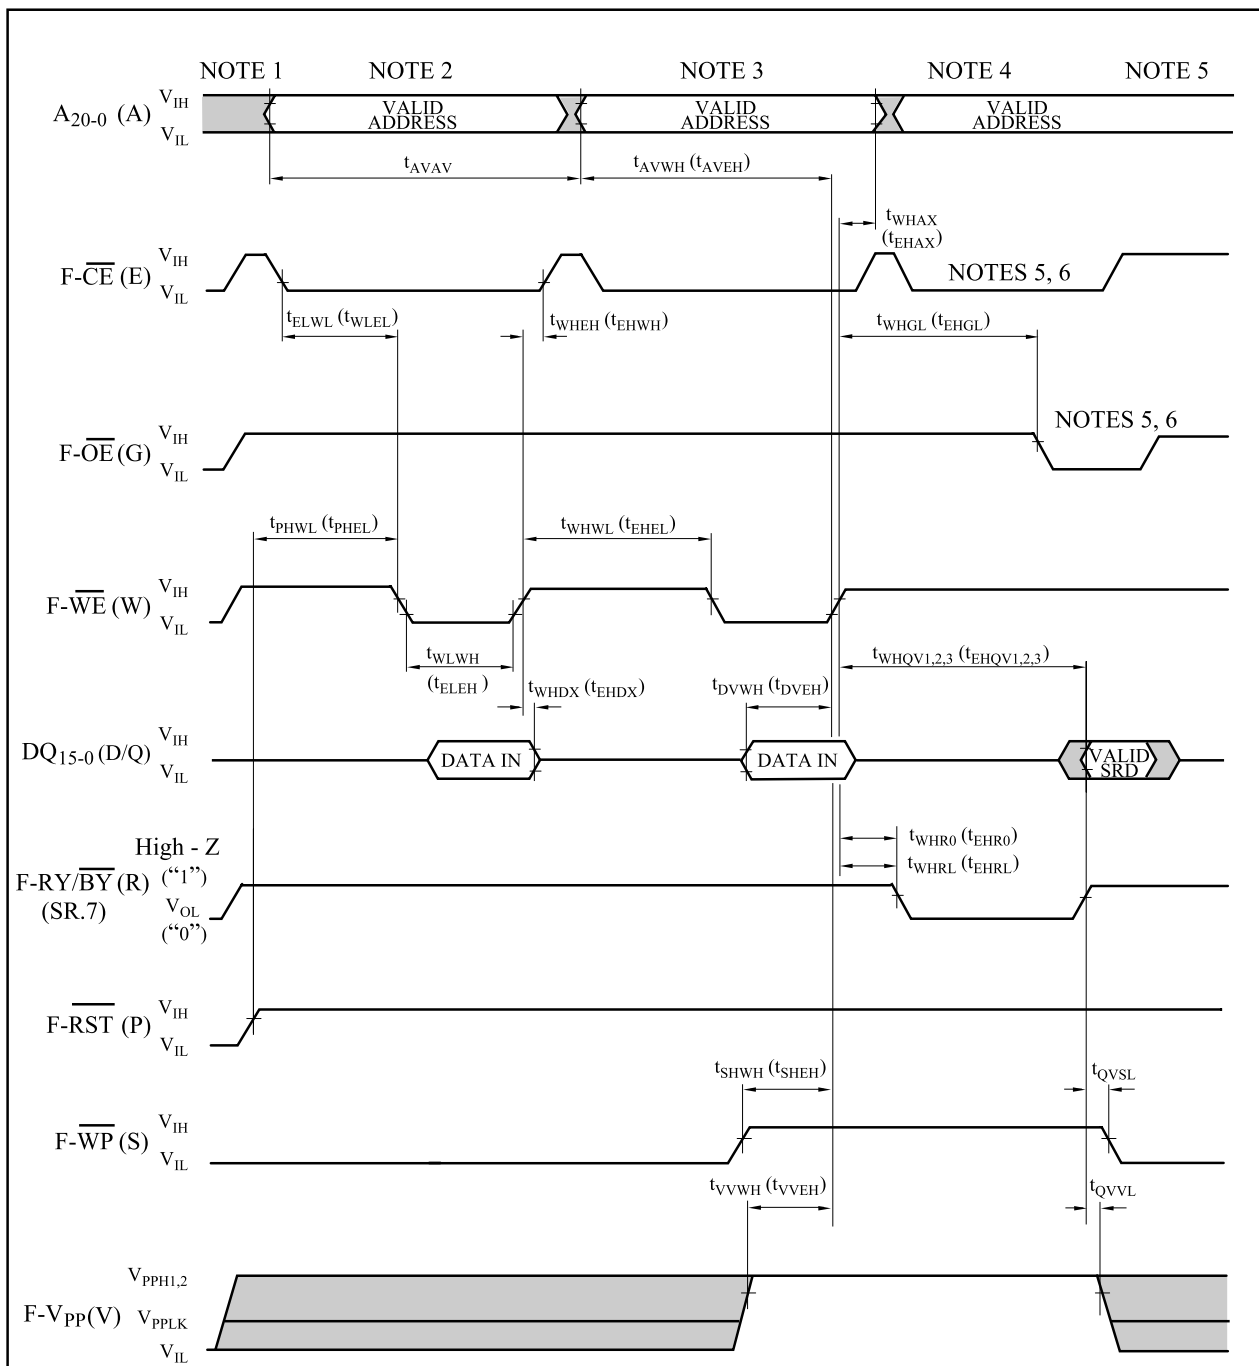 NOTE 1 NOTE 2 NOTE 3 NOTE 4 NOTE 5
A20-0 (A) VIH VIL
VALID ADDRESS
VALID ADDRESS
VALID ADDRESS
tAVAV
tAVWH (tAVEH)
tWHAX
(tEHAX)
F-CE (E) VIH VIL
NOTES 5, 6
tELWL (tWLEL)
tWHEH (tEHWH)
tWHGL (tEHGL)
F-OE (G) VIH VIL
NOTES 5, 6
tPHWL (tPHEL)
tWHWL (tEHEL)
F-WE (W) VIH VIL
tWLWH
(tELEH)
tWHDX (tEHDX)
tDVWH (tDVEH)
tWHQV1,2,3 (tEHQV1,2,3)
DQ15-0 (D/Q) VIH VIL
DATA IN
DATA IN
VALID SRD
tWHR0 (tEHR0)
tWHRL (tEHRL)
High - Z
(“1”)
F-RY/BY (R)
(SR.7)
VOL
(“0”)
F-RST (P) VIH VIL
tSHWH (tSHEH)
tQVSL
F-WP (S) VIH VIL
tVVWH (tVVEH)
tQVVL
F-VPP (V) VPPH1,2 VPPLK VIL